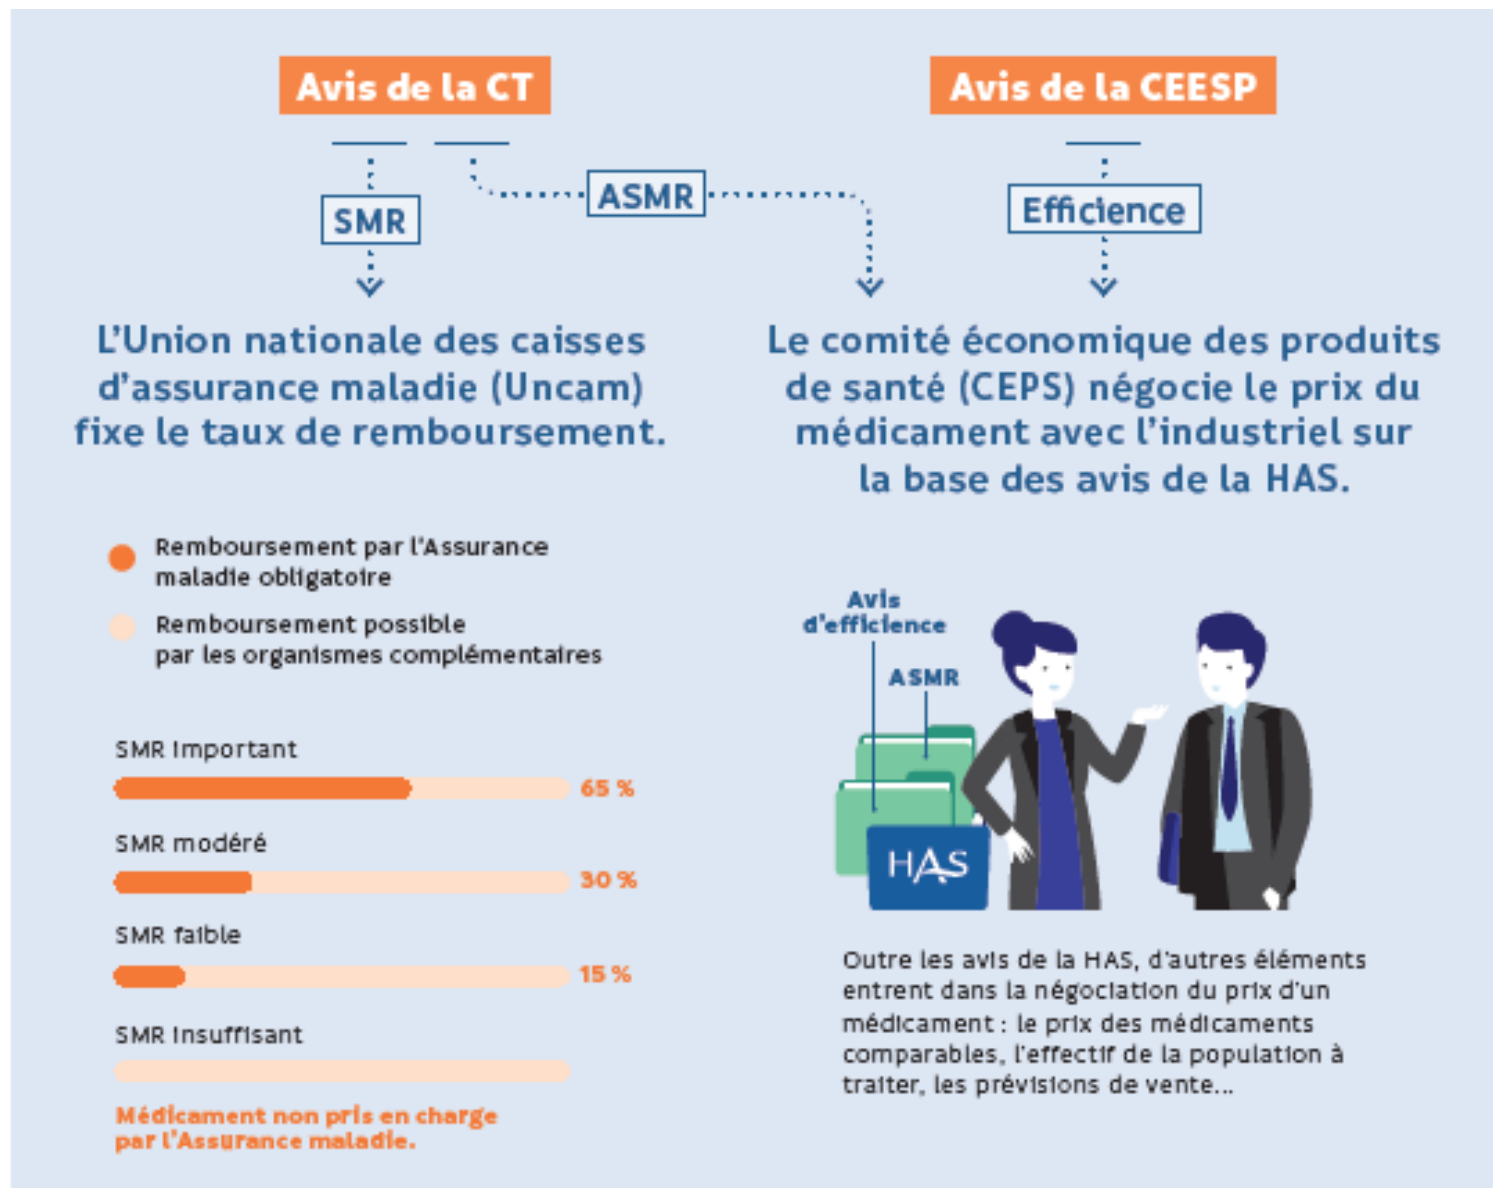 Avis de la CT
Avis de la CEESP
SMR
ASMR
Efficience
L'Union nationale des caisses
d'assurance maladie (Uncam)
fixe le taux de remboursement.
Le comité économique des produits
de santé (CEPS) négocie le prix du
médicament avec l'industriel sur
la base des avis de la HAS.
Remboursement par l'Assurance
maladie obligatoire
Remboursement possible
par les organismes complémentaires
SMR Important
65 %
SMR modéré
30 %
SMR faible
15 %
SMR Insuffisant
Médicament non pris en charge
par l'Assurance maladie.
Avis
d'efficience
ASMR
HAS
Outre les avis de la HAS, d'autres éléments
entrent dans la négociation du prix d'un
médicament : le prix des médicaments
comparables, l'effectif de la population à
traiter, les prévisions de vente...